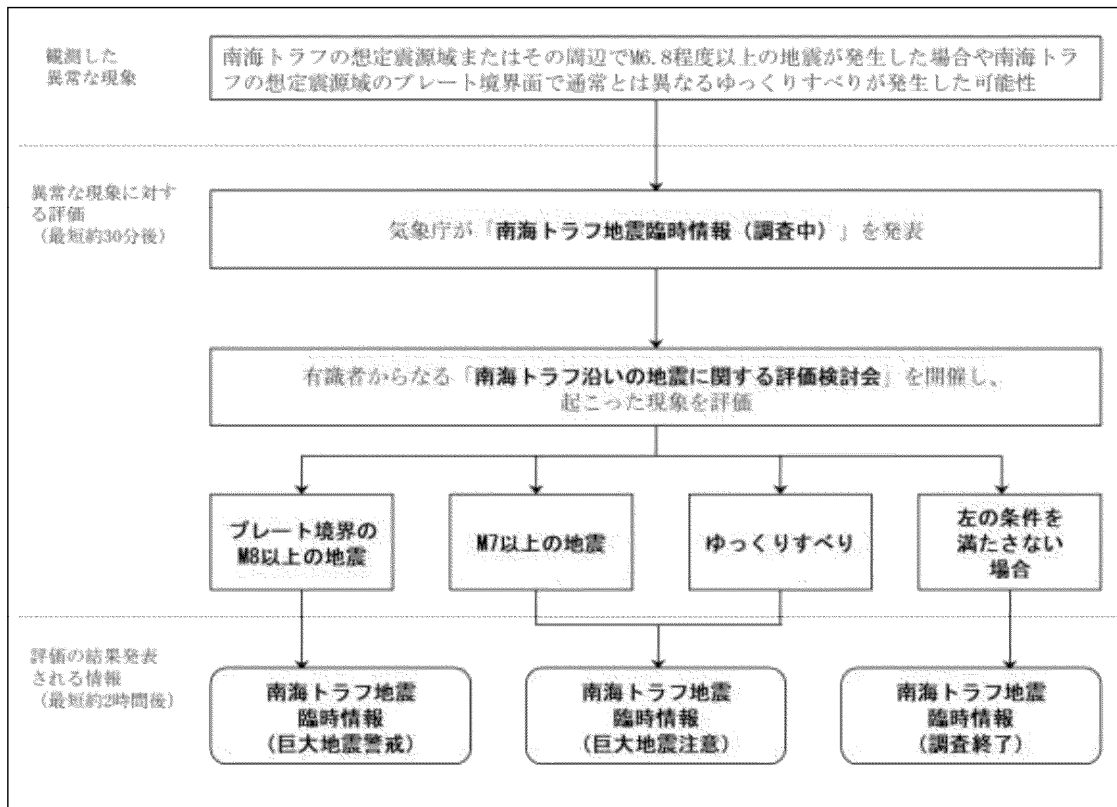 観測した
異常な現象
南海トラフの想定震源域またはその周辺でM6.8程度以上の地震が発生した場合や南海トラ
フの想定震源域のプレート境界面で通常とは異なるゆっくりすべりが発生した可能性
異常な現象に対す
る評価
（最短約30分後）
気象庁が「南海トラフ地震臨時情報（調査中）」を発表
有識者からなる「南海トラフ沿いの地震に関する評価検討会」を開催し、
起こった現象を評価
プレート境界の
M8以上の地震
M7以上の地震
ゆっくりすべり
左の条件を
満たさない
場合
評価の結果発表
される情報
（最短約2時間後）
南海トラフ地震
臨時情報
（巨大地震警戒）
南海トラフ地震
臨時情報
（巨大地震注意）
南海トラフ地震
臨時情報
（調査終了）